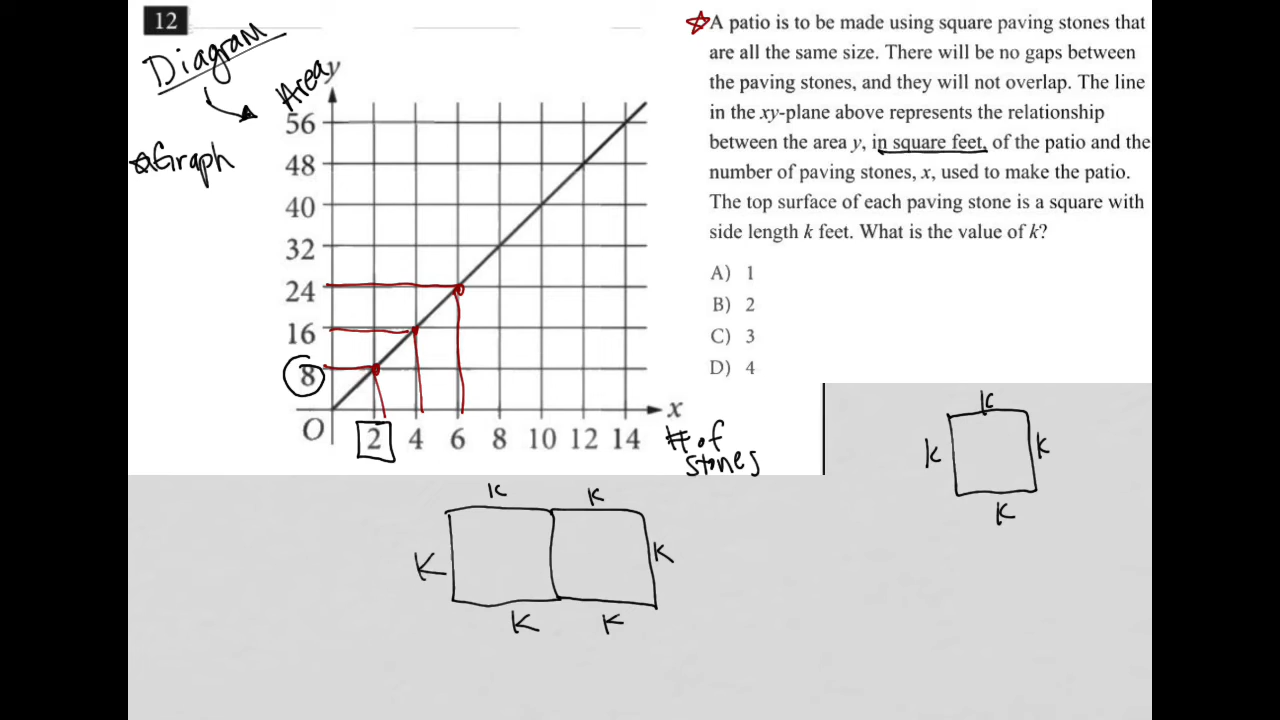 12
Diagram
Graph
Area
y
56
48
40
32
24
16
8
O
2 4 6 8 10 12 14
x
# of
stones
A patio is to be made using square paving stones that
are all the same size. There will be no gaps between
the paving stones, and they will not overlap. The line
in the xy-plane above represents the relationship
between the area y, in square feet, of the patio and the
number of paving stones, x, used to make the patio.
The top surface of each paving stone is a square with
side length k feet. What is the value of k?
A) 1
B) 2
C) 3
D) 4
k
k
k
k
k
k
k
k
k
k